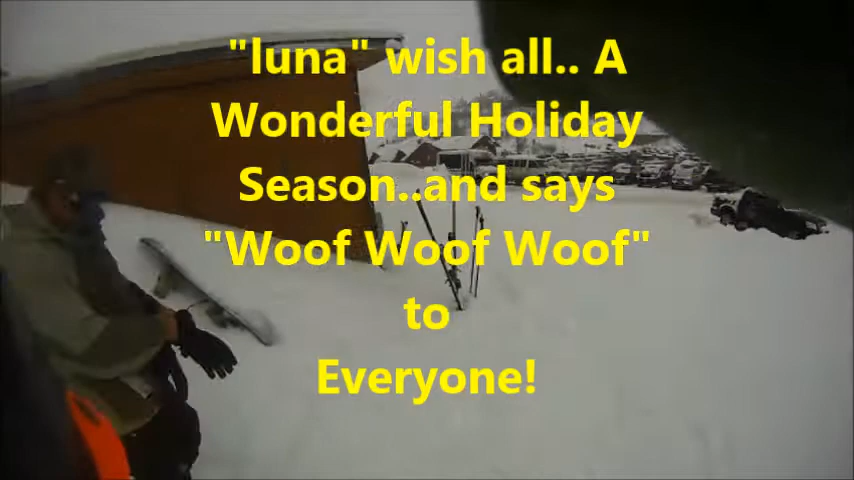 "luna" wish all.. A
Wonderful Holiday
Season..and says
"Woof Woof Woof"
to
Everyone!